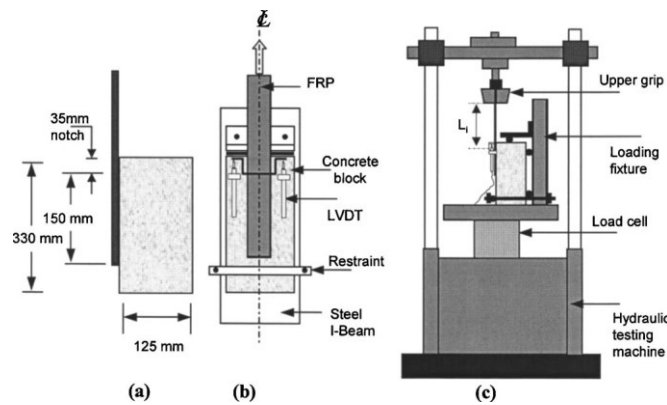 ℄
FRP
35mm
notch
Concrete
block
150 mm
LVDT
330 mm
Restraint
Steel
I-Beam
125 mm
(a)
(b)
Upper grip
Li
Loading
fixture
Load cell
Hydraulic
testing
machine
(c)